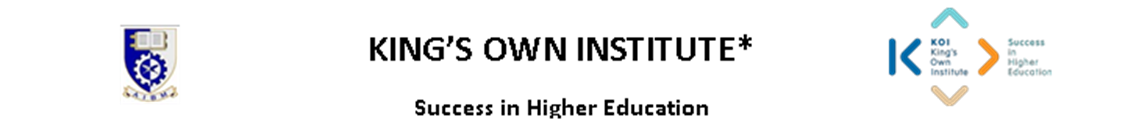 KING'S OWN INSTITUTE*
Success in Higher Education
A I B M
KOI
King's
Own
Institute
Success
in
Higher
Education